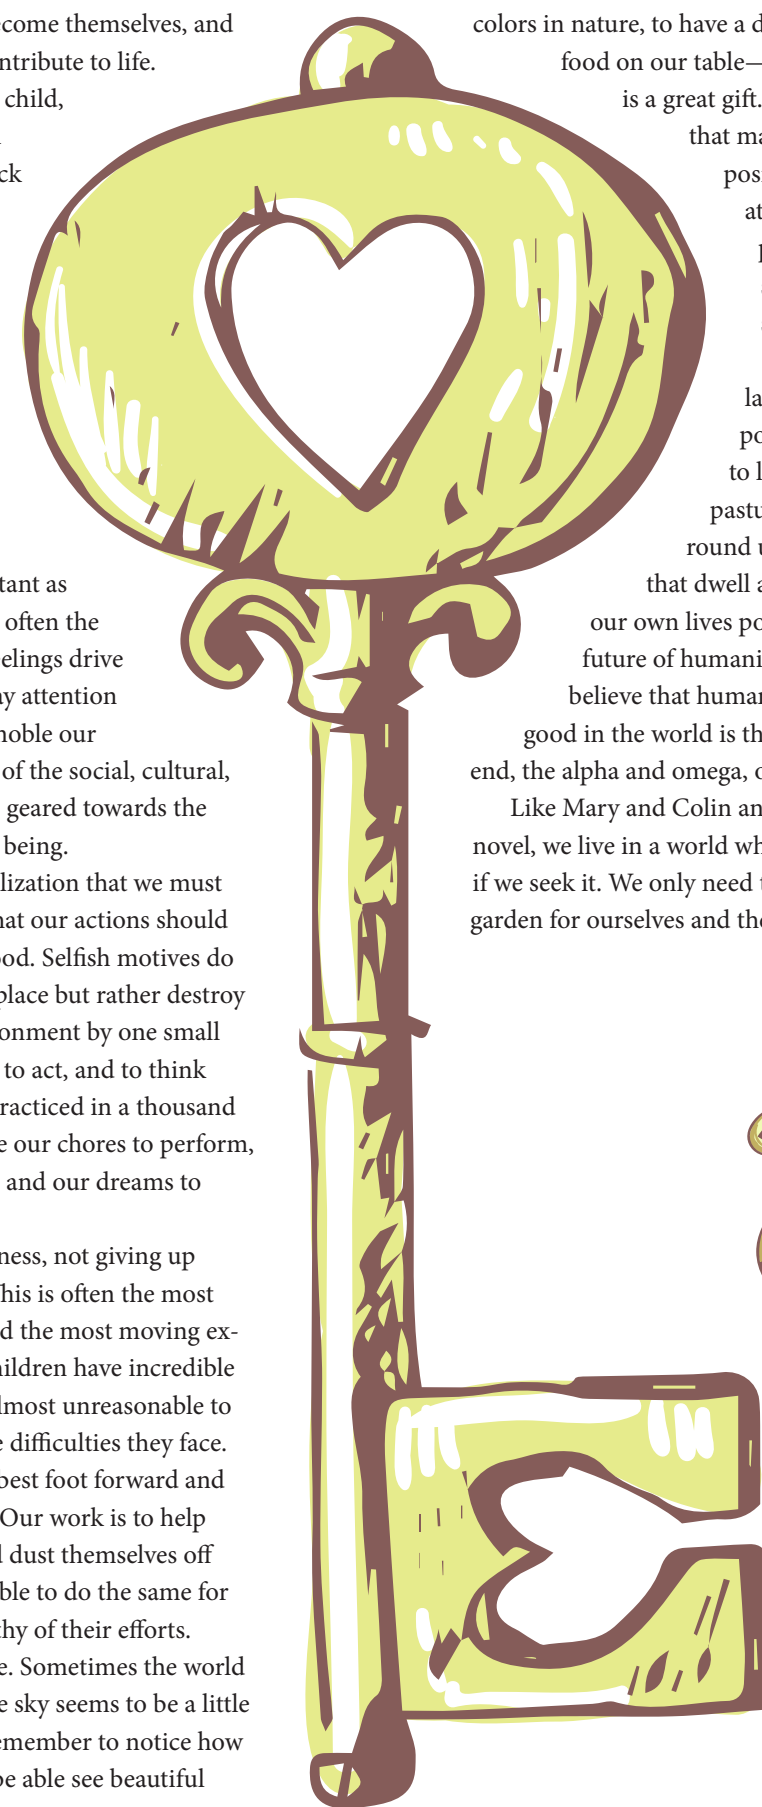 ecome themselves, and
ntribute to life.
child,
ck
tant as
often the
elings drive
ay attention
noble our
of the social, cultural,
geared towards the
being.
lization that we must
hat our actions should
ood. Selfish motives do
place but rather destroy
onment by one small
to act, and to think
racticed in a thousand
e our chores to perform,
and our dreams to
ness, not giving up
his is often the most
d the most moving ex-
hildren have incredible
lmost unreasonable to
e difficulties they face.
best foot forward and
Our work is to help
d dust themselves off
ble to do the same for
thy of their efforts.
e. Sometimes the world
e sky seems to be a little
emember to notice how
be able see beautiful
colors in nature, to have a d
food on our table—
is a great gift.
that ma
pos
at
la
po
to l
pastu
round u
that dwell a
our own lives po
future of humani
believe that human
good in the world is th
end, the alpha and omega, o
Like Mary and Colin an
novel, we live in a world wh
if we seek it. We only need t
garden for ourselves and the